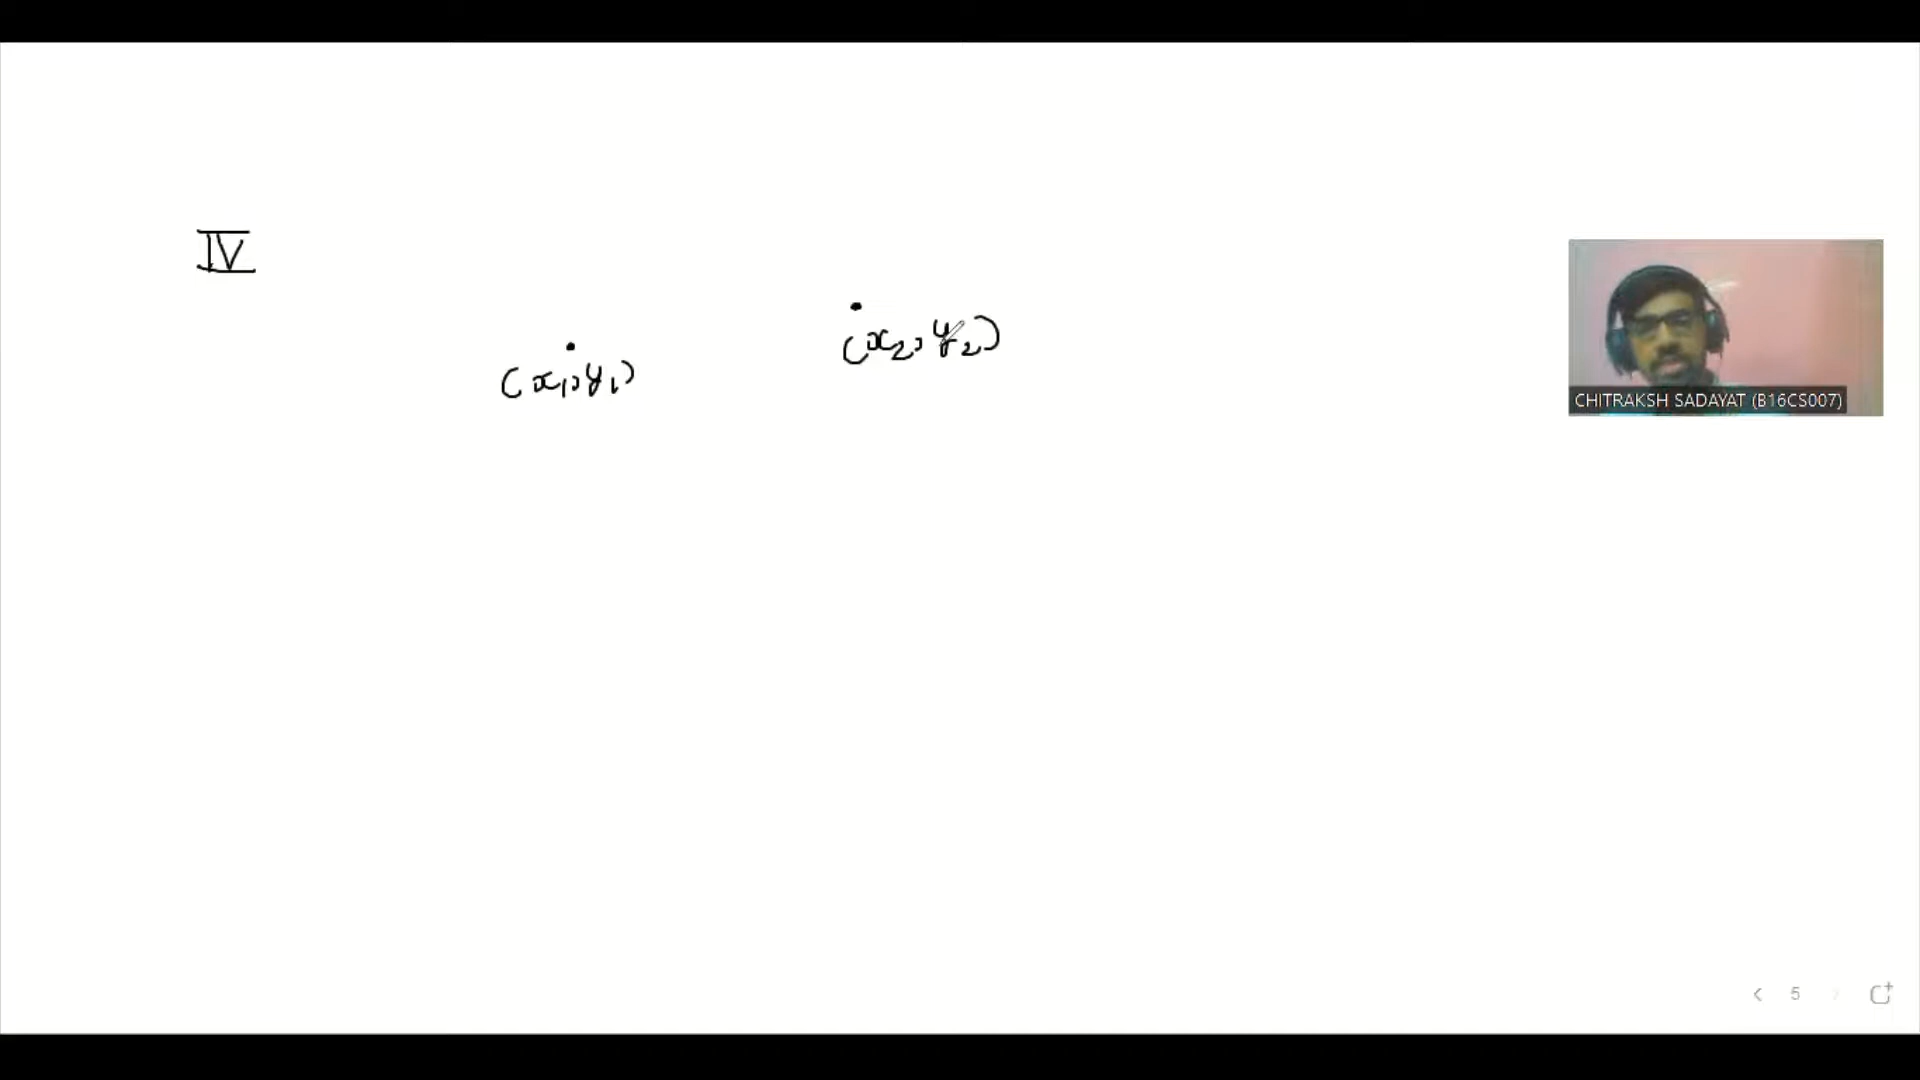 IV
(x₂, y₂)
(x₁, y₁)
CHITRAKSH SADAYAT (B16CS007)
5